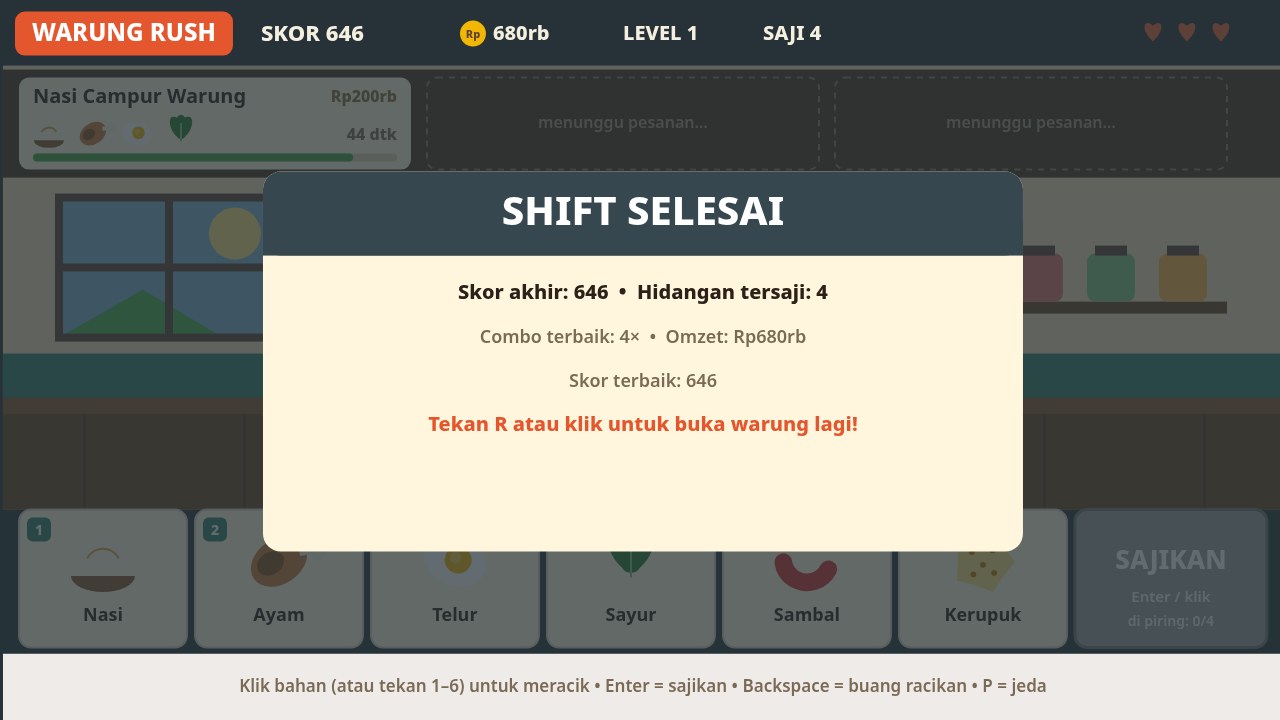 WARUNG RUSH
SKOR 646
Rp 680rb
LEVEL 1
SAJI 4
Nasi Campur Warung
Rp200rb
44 dtk
menunggu pesanan...
menunggu pesanan...
SHIFT SELESAI
Skor akhir: 646 • Hidangan tersaji: 4
Combo terbaik: 4× • Omzet: Rp680rb
Skor terbaik: 646
Tekan R atau klik untuk buka warung lagi!
1
Nasi
2
Ayam
Telur
Sayur
Sambal
Kerupuk
SAJIKAN
Enter / klik
di piring: 0/4
Klik bahan (atau tekan 1–6) untuk meracik • Enter = sajikan • Backspace = buang racikan • P = jeda